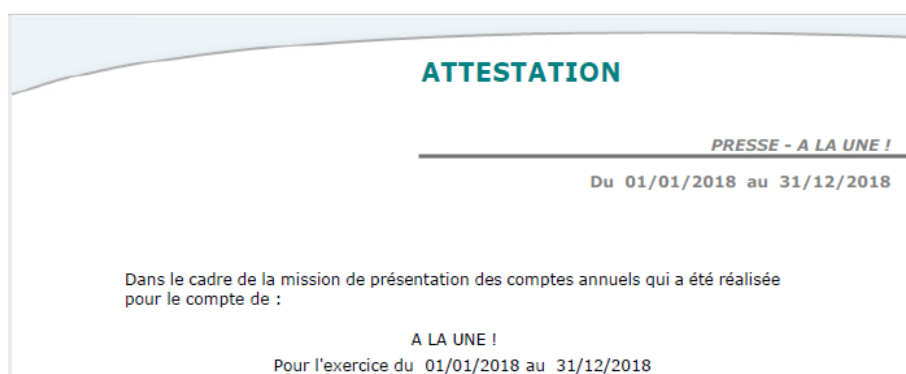 ATTESTATION
PRESSE - A LA UNE !
Du 01/01/2018 au 31/12/2018
Dans le cadre de la mission de présentation des comptes annuels qui a été réalisée
pour le compte de :
A LA UNE !
Pour l'exercice du 01/01/2018 au 31/12/2018